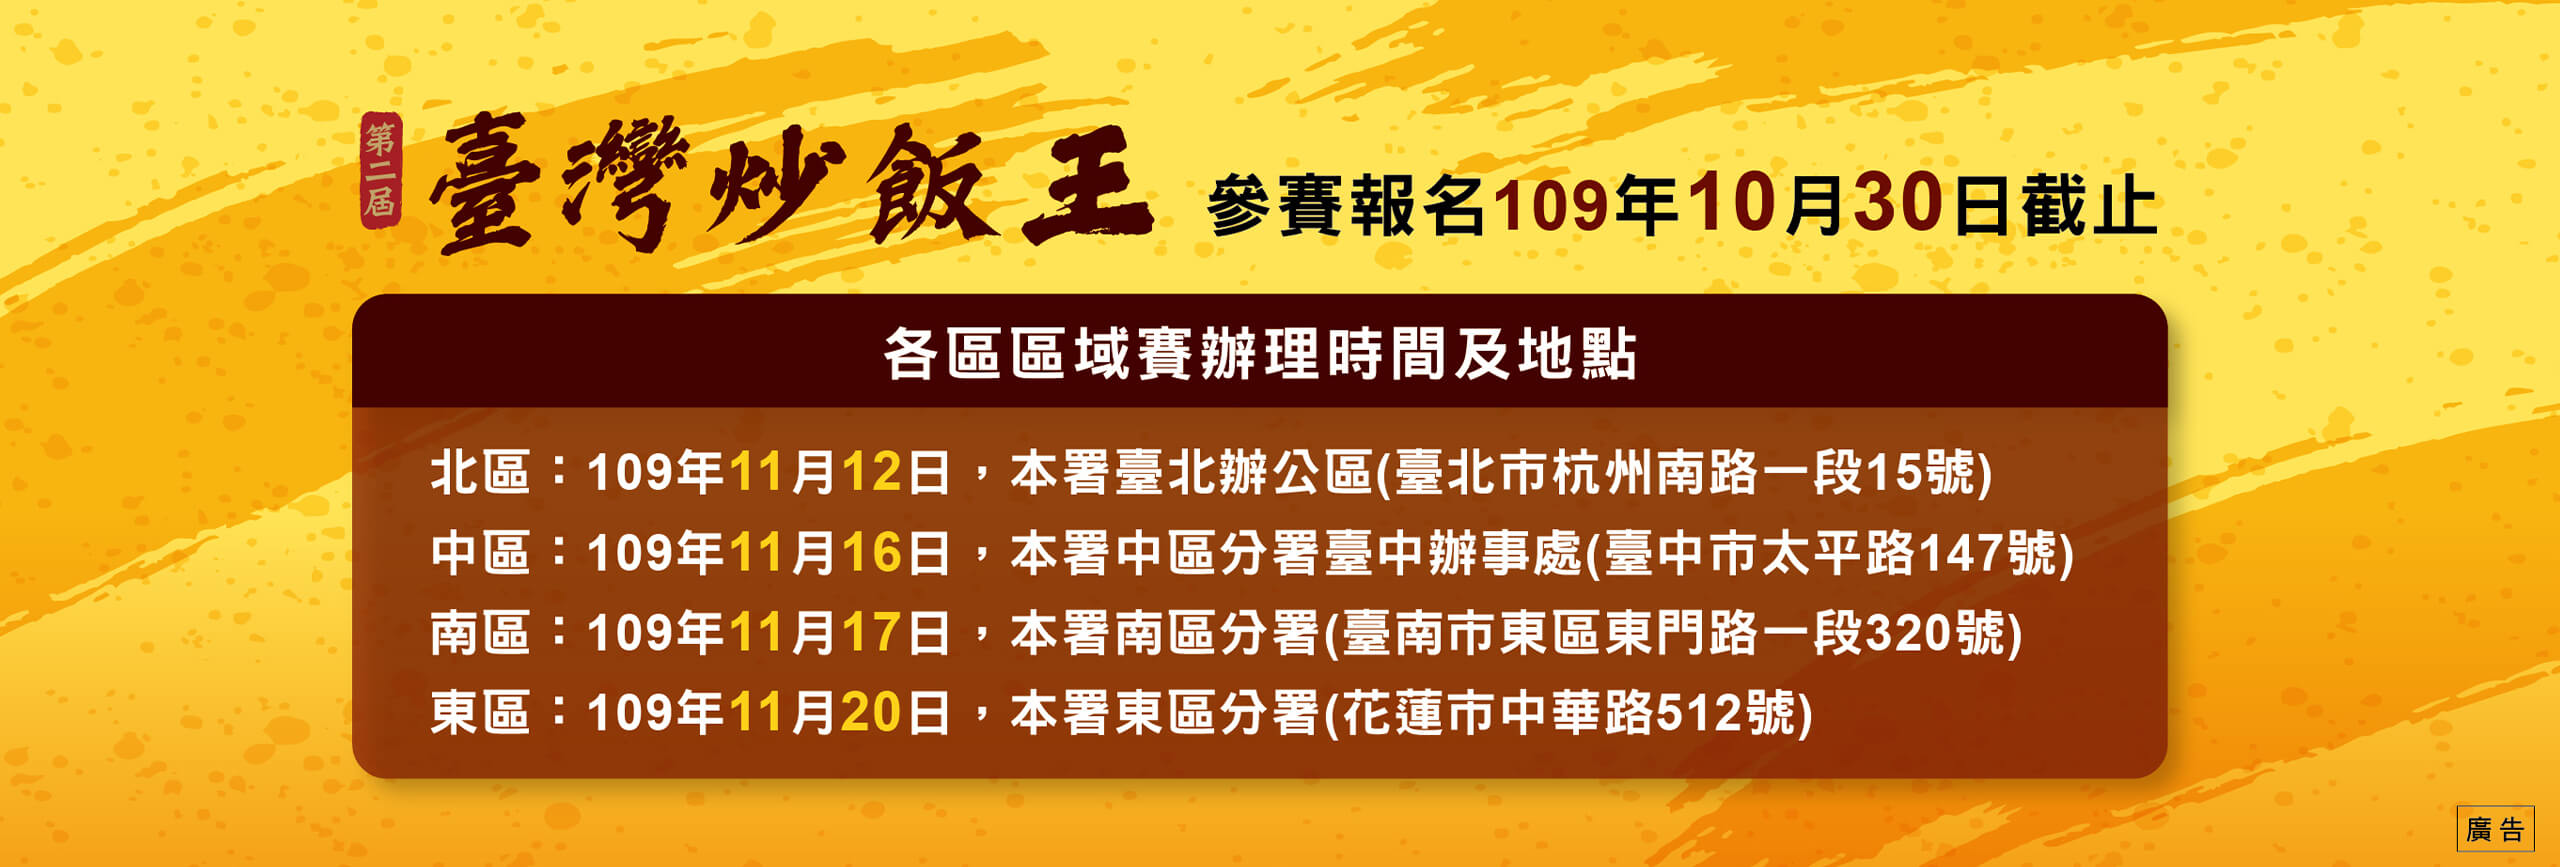 第二屆
臺灣炒飯王 參賽報名109年10月30日截止
各區區域賽辦理時間及地點
北區：109年11月12日，本署臺北辦公區(臺北市杭州南路一段15號)
中區：109年11月16日，本署中區分署臺中辦事處(臺中市太平路147號)
南區：109年11月17日，本署南區分署(臺南市東區東門路一段320號)
東區：109年11月20日，本署東區分署(花蓮市中華路512號)
廣告